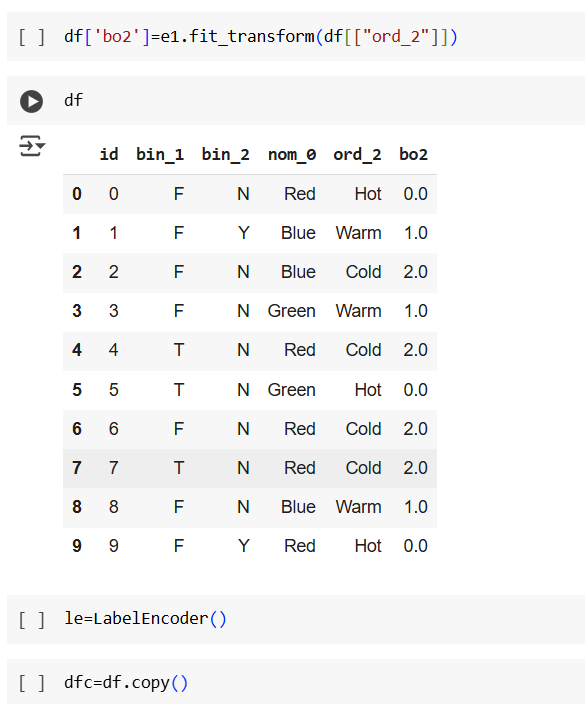 [ ] df['bo2']=e1.fit_transform(df[["ord_2"]])
df
id bin_1 bin_2 nom_0 ord_2 bo2
0 0 F N Red Hot 0.0
1 1 F Y Blue Warm 1.0
2 2 F N Blue Cold 2.0
3 3 F N Green Warm 1.0
4 4 T N Red Cold 2.0
5 5 T N Green Hot 0.0
6 6 F N Red Cold 2.0
7 7 T N Red Cold 2.0
8 8 F N Blue Warm 1.0
9 9 F Y Red Hot 0.0
[ ] le=LabelEncoder()
[ ] dfc=df.copy()